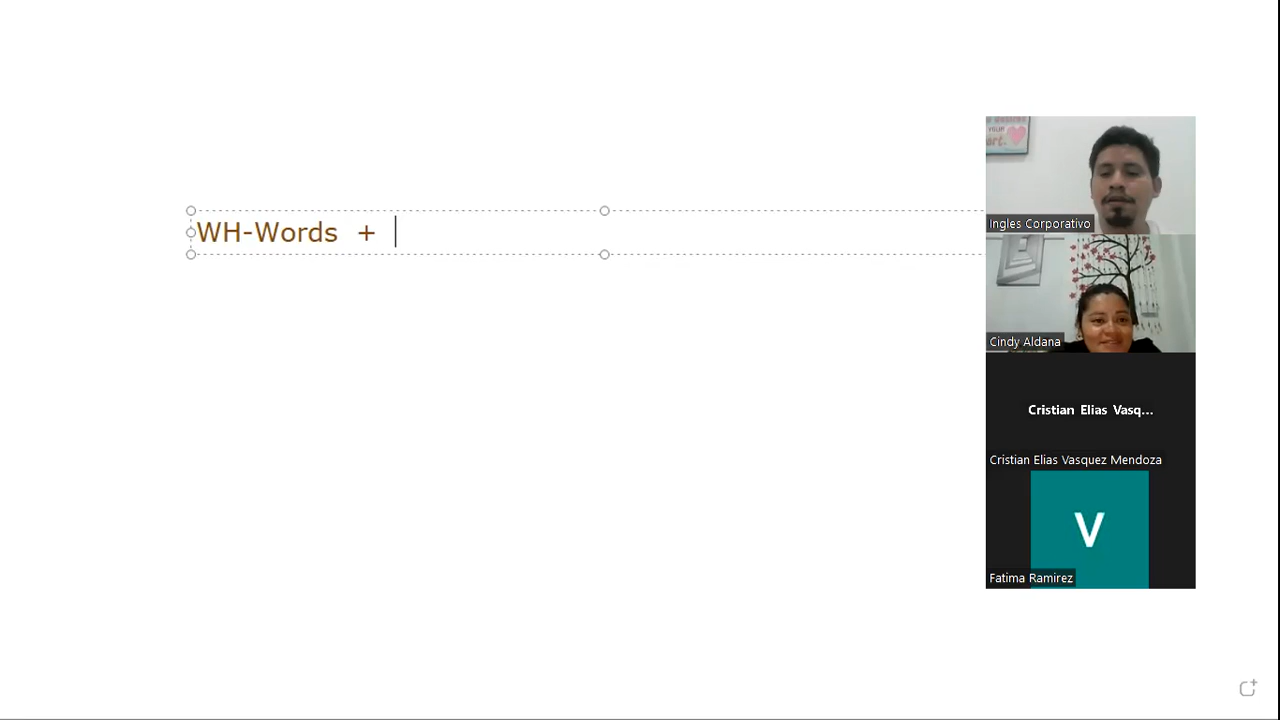 WH-Words +
Ingles Corporativo
Cindy Aldana
Cristian Elias Vasq...
Cristian Elias Vasquez Mendoza
V
Fatima Ramirez